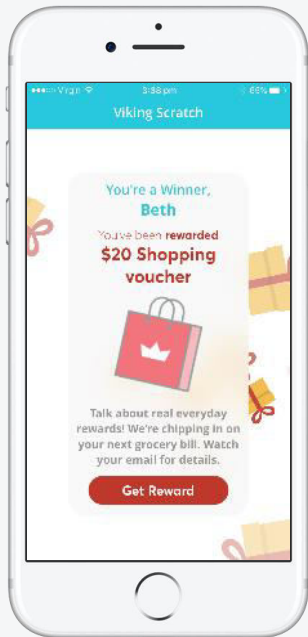 Virgin 3:38 pm 66%
Viking Scratch
You're a Winner,
Beth
You've been rewarded
$20 Shopping
voucher
Talk about real everyday
rewards! We're chipping in on
your next grocery bill. Watch
your email for details.
Get Reward